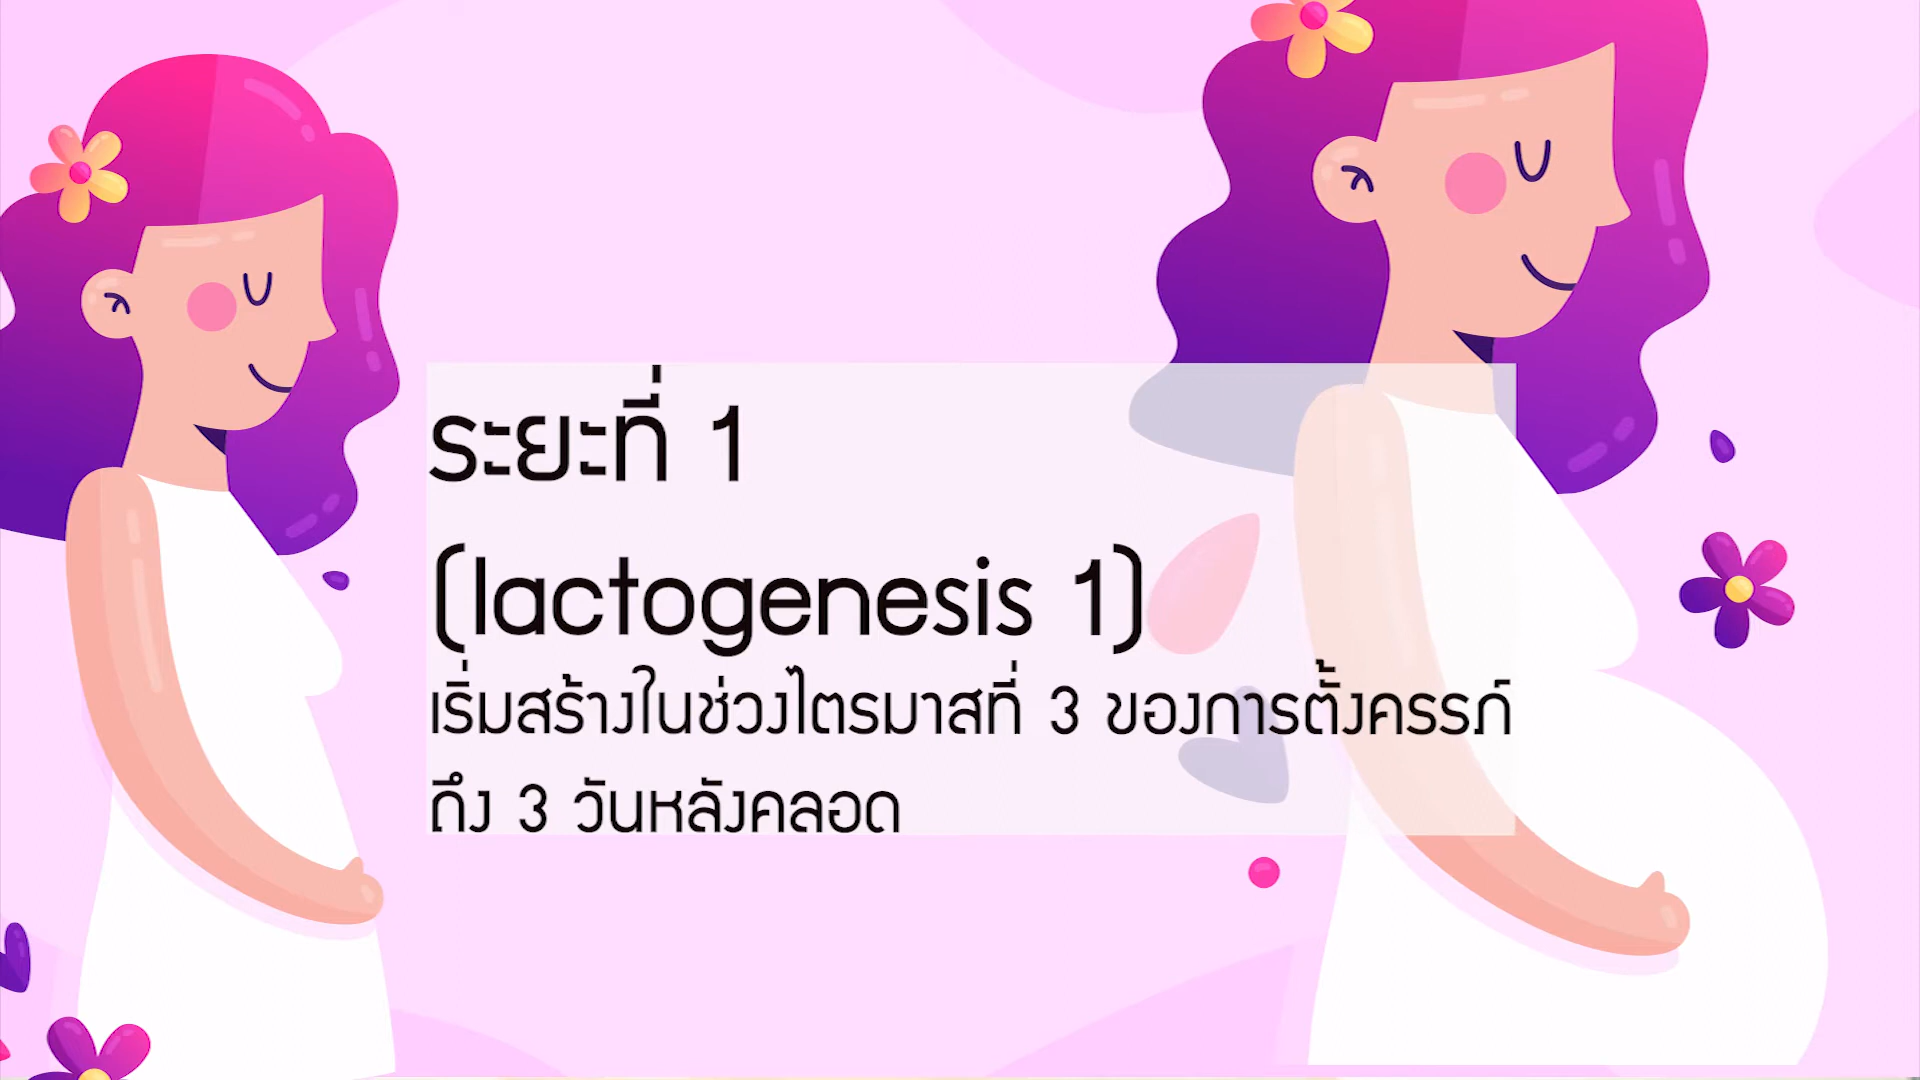 ระยะที่ 1
(lactogenesis 1)
เริ่มสร้างในช่วงไตรมาสที่ 3 ของการตั้งครรภ์
ถึง 3 วันหลังคลอด